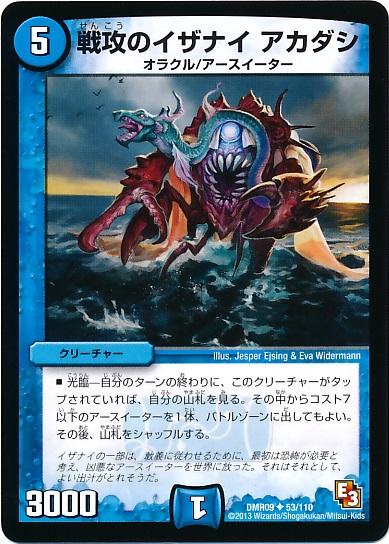 5
せんこう
戦攻のイザナイ アカダシ
オラクル/アースイーター
クリーチャー
Illus. Jesper Ejsing & Eva Widermann
■ 光臨―自分のターンの終わりに、このクリーチャーがタッ
プされていれば、自分の山札を見る。その中からコスト7
以下のアースイーターを1体、バトルゾーンに出してもよい。
その後、山札をシャッフルする。
イザナイの一部は、教義に従わせるために、最初は恐怖が必要と
考え、凶悪なアースイーターを世界に放った。それはそれとして、
よい出汁がとれそうだ。
3000
1
E3
DMR09 ◆ 53/110
©2013 Wizards/Shogakukan/Mitsui-Kids